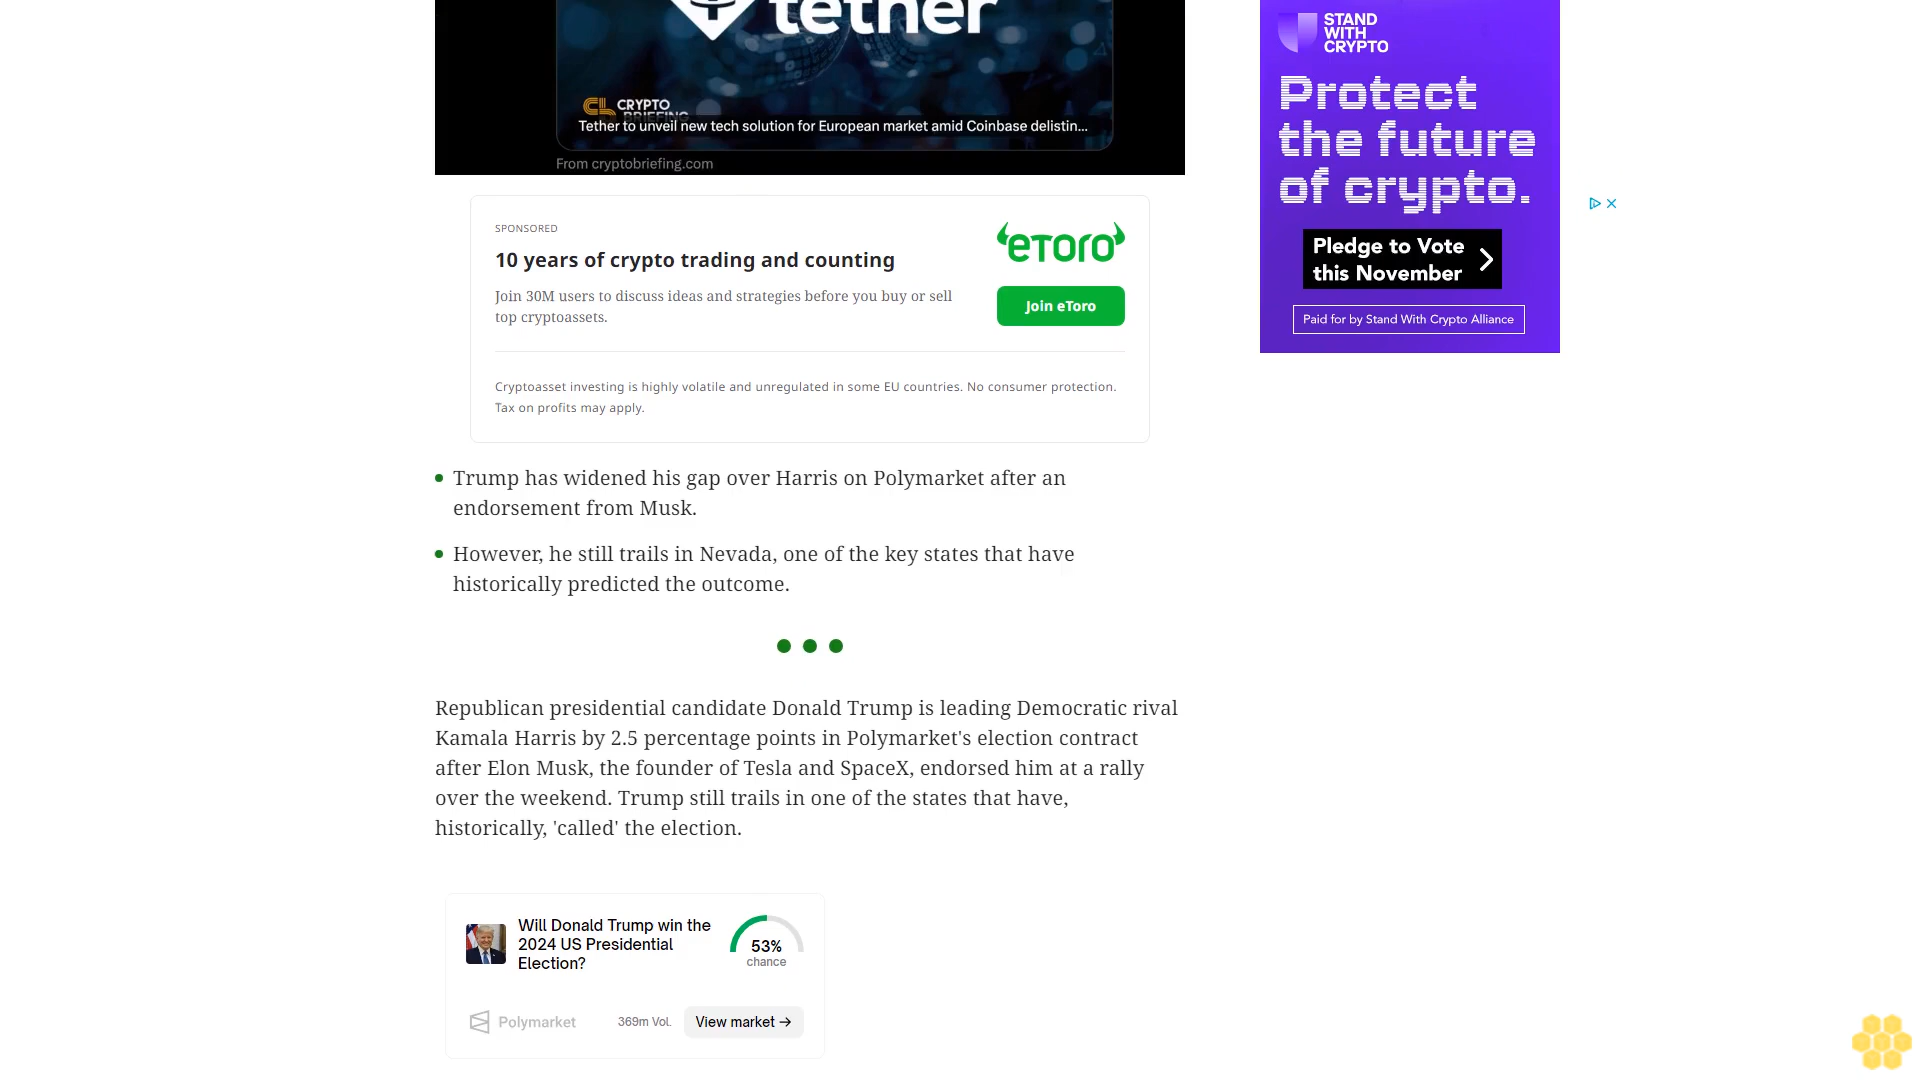 tether
CRYPTO
BRIEFING
Tether to unveil new tech solution for European market amid Coinbase delistin...
From cryptobriefing.com
SPONSORED
10 years of crypto trading and counting
Join 30M users to discuss ideas and strategies before you buy or sell
top cryptoassets.
eTORO
Join eToro
Cryptoasset investing is highly volatile and unregulated in some EU countries. No consumer protection.
Tax on profits may apply.
Trump has widened his gap over Harris on Polymarket after an
endorsement from Musk.
However, he still trails in Nevada, one of the key states that have
historically predicted the outcome.
Republican presidential candidate Donald Trump is leading Democratic rival
Kamala Harris by 2.5 percentage points in Polymarket's election contract
after Elon Musk, the founder of Tesla and SpaceX, endorsed him at a rally
over the weekend. Trump still trails in one of the states that have,
historically, 'called' the election.
Will Donald Trump win the
2024 US Presidential
Election?
53%
chance
Polymarket
369m Vol.
View market →
STAND
WITH
CRYPTO
Protect
the future
of crypto.
Pledge to Vote
this November
Paid for by Stand With Crypto Alliance